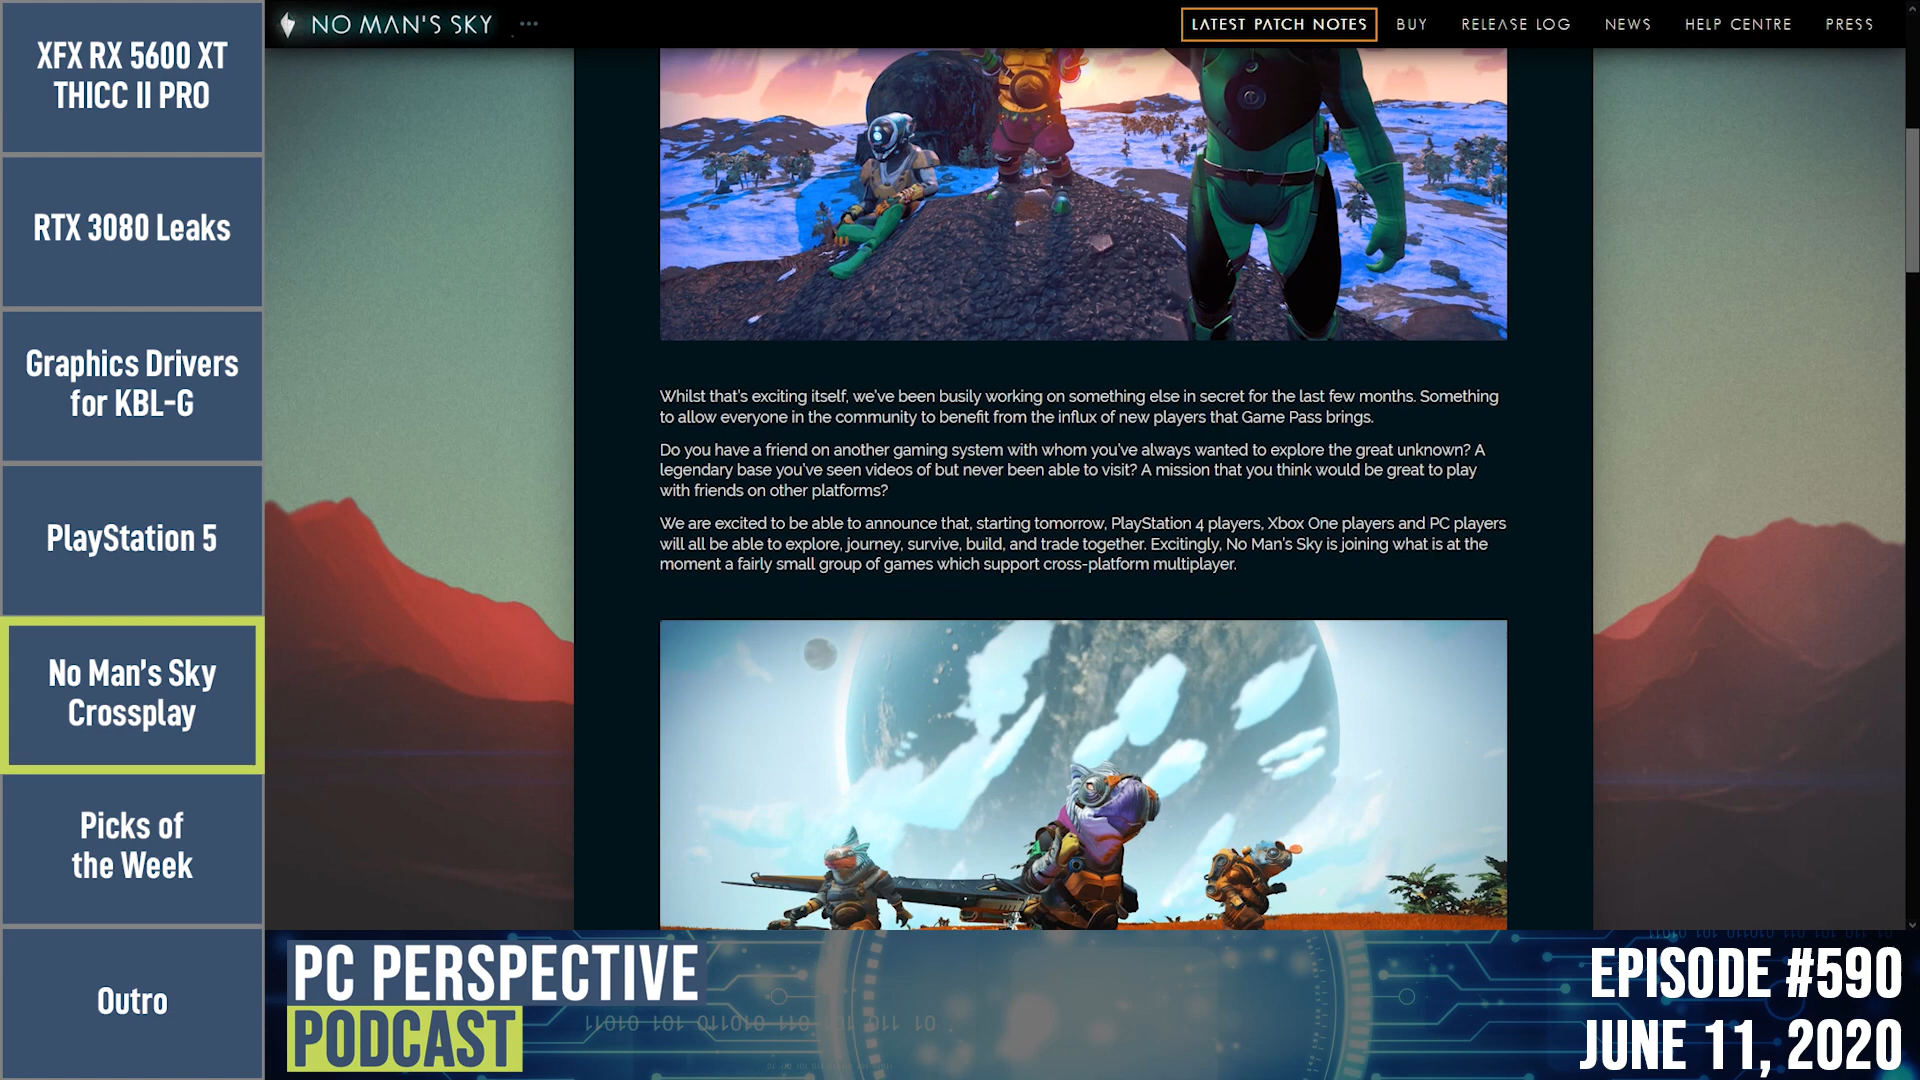 XFX RX 5600 XT
THICC II PRO
RTX 3080 Leaks
Graphics Drivers
for KBL-G
PlayStation 5
No Man's Sky
Crossplay
Picks of
the Week
Outro
NO MAN'S SKY
LATEST PATCH NOTES BUY RELEASE LOG NEWS HELP CENTRE PRESS
Whilst that's exciting itself, we've been busily working on something else in secret for the last few months. Something
to allow everyone in the community to benefit from the influx of new players that Game Pass brings.
Do you have a friend on another gaming system with whom you've always wanted to explore the great unknown? A
legendary base you've seen videos of but never been able to visit? A mission that you think would be great to play
with friends on other platforms?
We are excited to be able to announce that, starting tomorrow, PlayStation 4 players, Xbox One players and PC players
will all be able to explore, journey, survive, build, and trade together. Excitingly, No Man's Sky is joining what is at the
moment a fairly small group of games which support cross-platform multiplayer.
PC PERSPECTIVE
PODCAST
EPISODE #590
JUNE 11, 2020